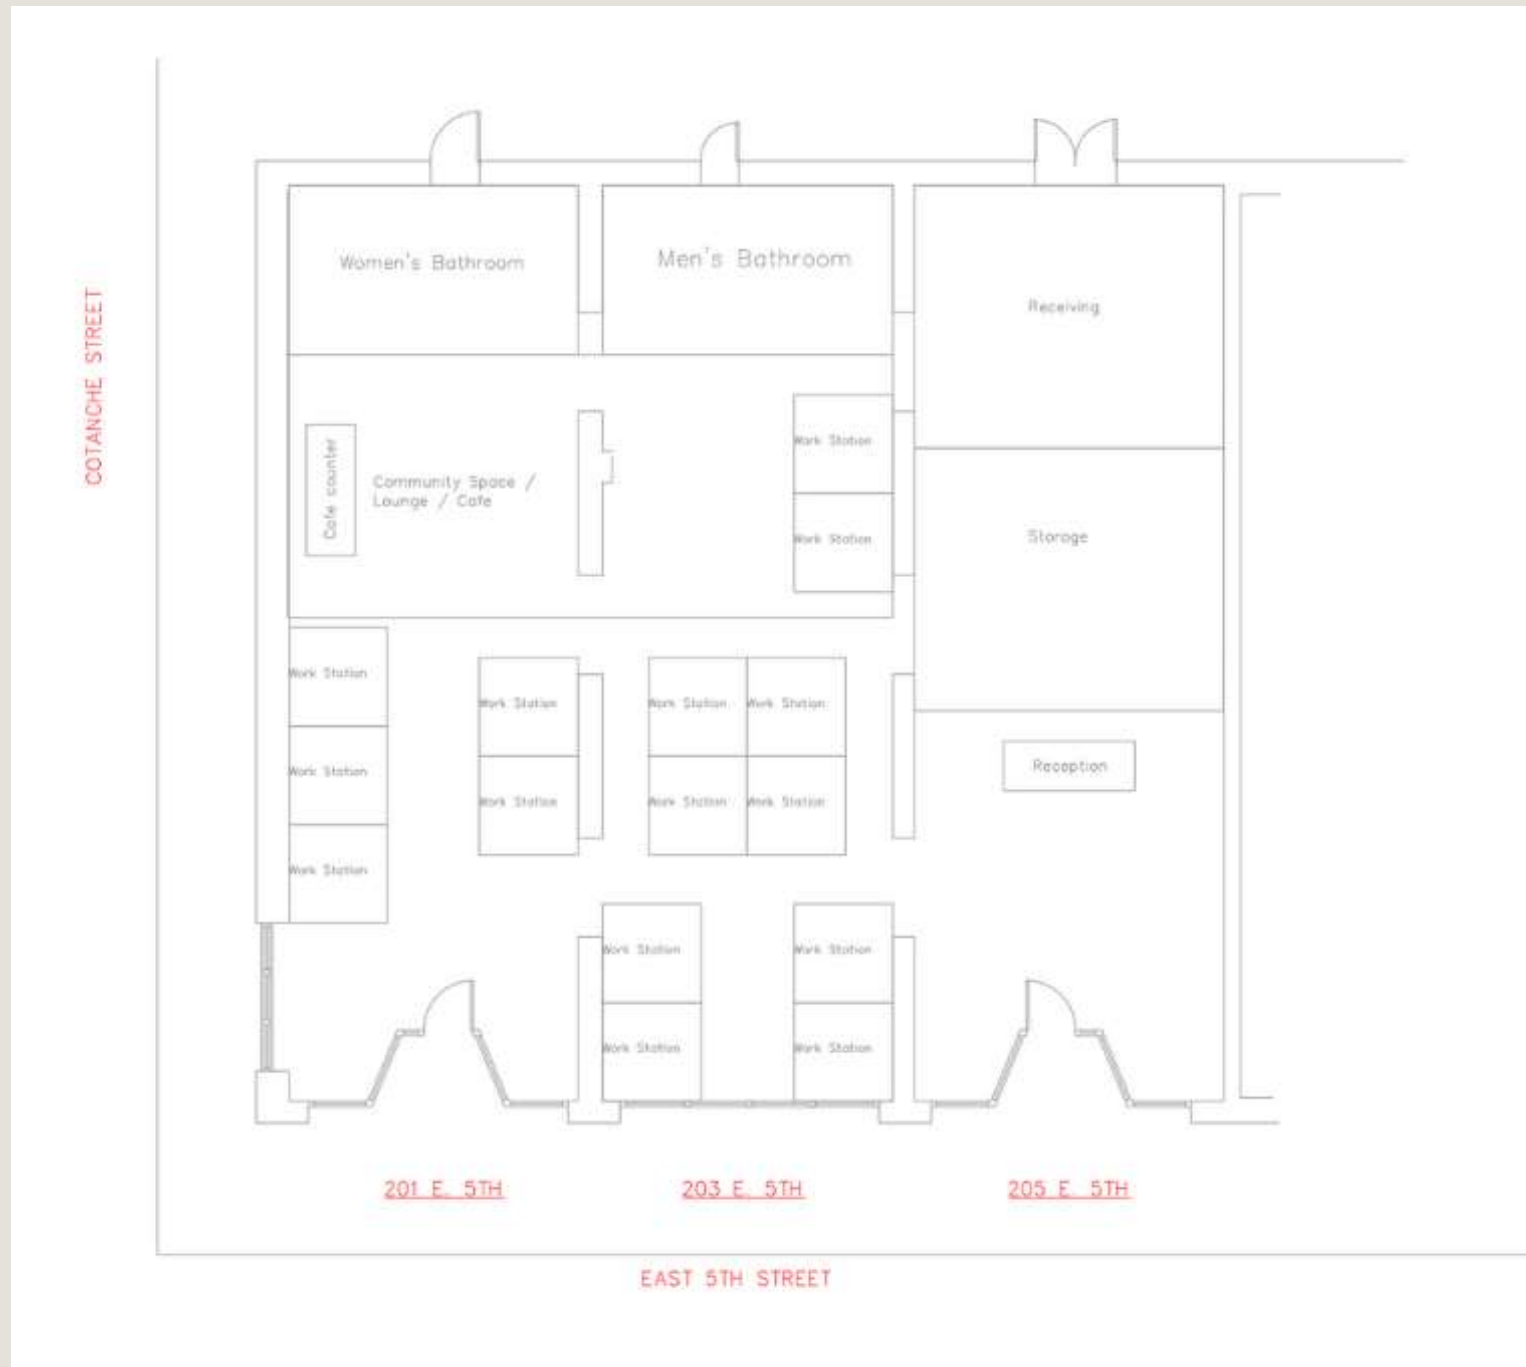 Women's Bathroom
Men's Bathroom
Receiving
COTANCHE STREET
Work Station
Cafe counter
Community Space /
Lounge / Cafe
Work Station
Storage
Work Station
Work Station
Work Station
Work Station
Work Station
Reception
Work Station
Work Station
Work Station
Work Station
Work Station
Work Station
Work Station
Work Station
Work Station
201 E. 5TH
203 E. 5TH
205 E. 5TH
EAST 5TH STREET